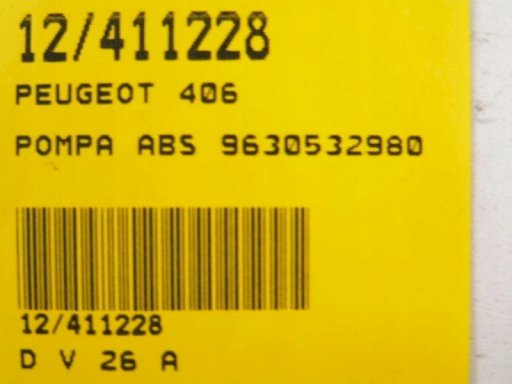 12/411228
PEUGEOT 406
POMPA ABS 9630532980
12/411228
D V 26 A